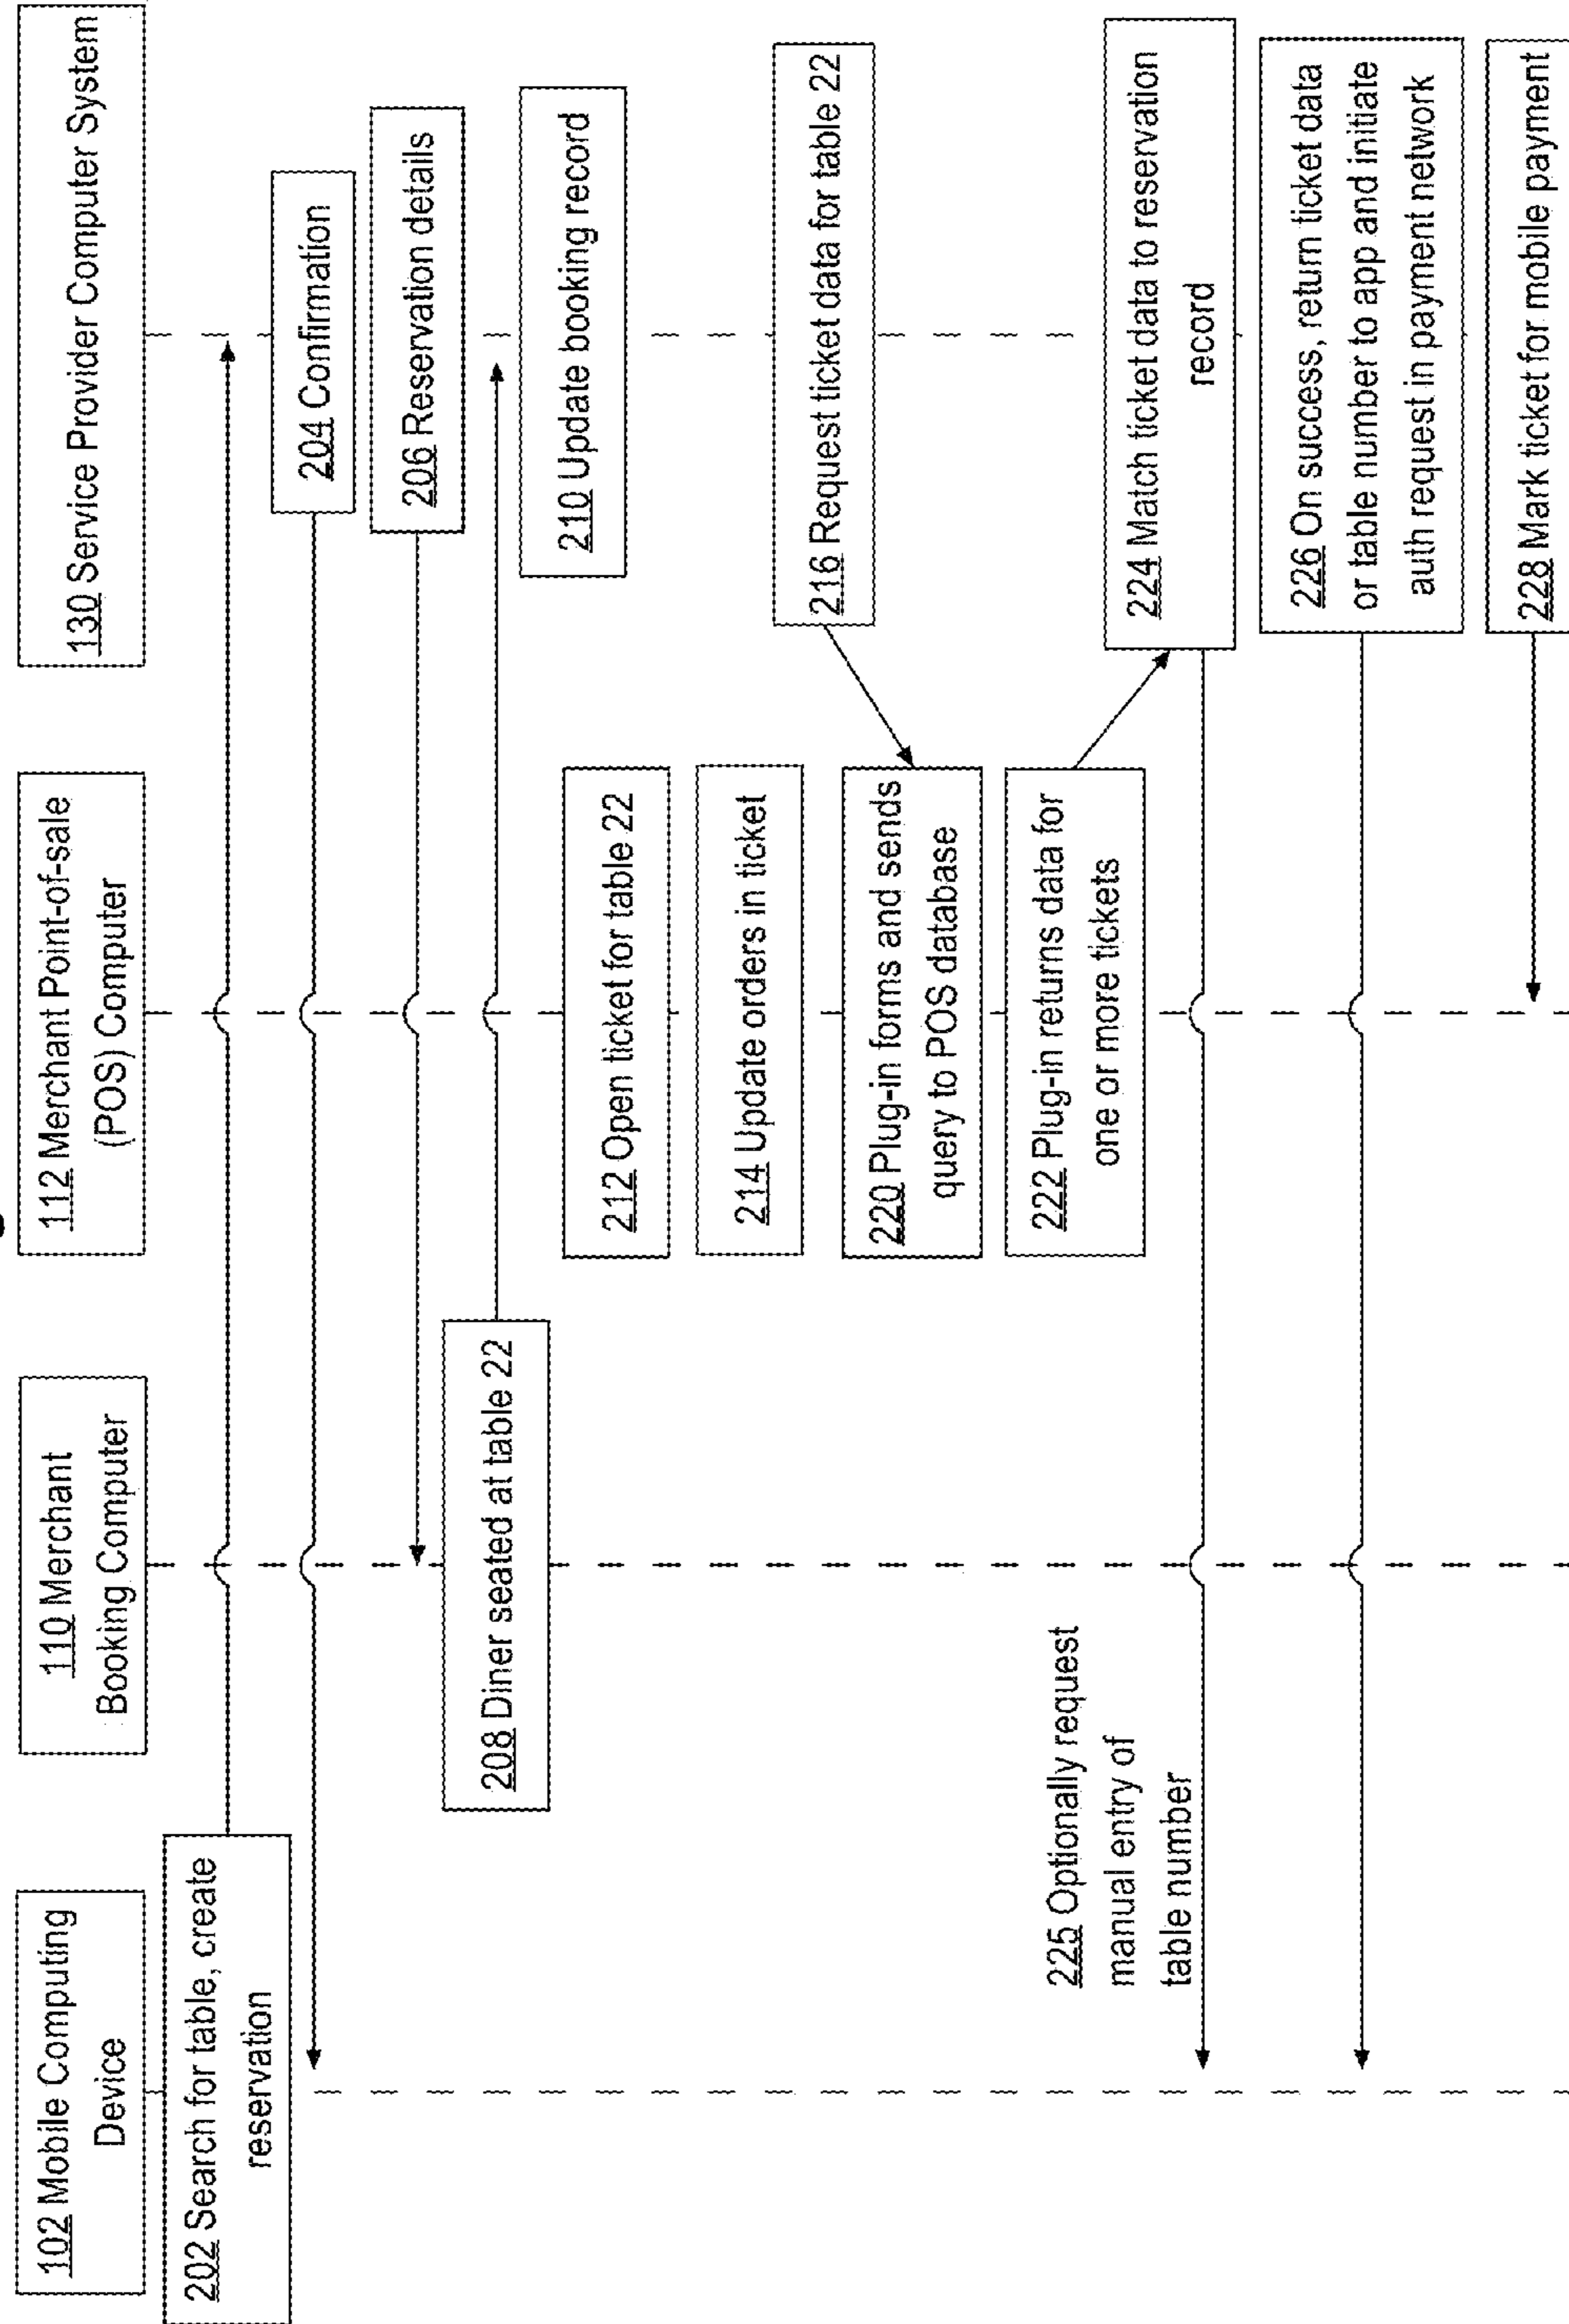 102 Mobile Computing
Device
110 Merchant
Booking Computer
112 Merchant Point-of-sale
(POS) Computer
130 Service Provider Computer System
202 Search for table, create
reservation
204 Confirmation
206 Reservation details
208 Diner seated at table 22
210 Update booking record
212 Open ticket for table 22
214 Update orders in ticket
216 Request ticket data for table 22
220 Plug-in forms and sends
query to POS database
222 Plug-in returns data for
one or more tickets
224 Match ticket data to reservation
record
225 Optionally request
manual entry of
table number
226 On success, return ticket data
or table number to app and initiate
auth request in payment network
228 Mark ticket for mobile payment